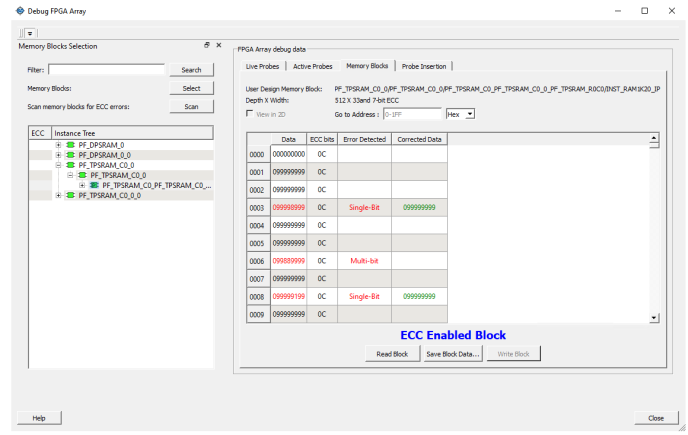 Debug FPGA Array
Memory Blocks Selection
Filter:
Search
Memory Blocks:
Select
Scan memory blocks for ECC errors:
Scan
ECC Instance Tree
PF_DPSRAM_0
PF_DPSRAM_0_0
PF_TPSRAM_C0_0
PF_TPSRAM_C0_0
PF_TPSRAM_C0_PF_TPSRAM_C0_...
PF_TPSRAM_C0_0_0
FPGA Array debug data
Live Probes Active Probes Memory Blocks Probe Insertion
User Design Memory Block: PF_TPSRAM_C0_0/PF_TPSRAM_C0_0/PF_TPSRAM_C0_PF_TPSRAM_C0_0_PF_TPSRAM_R0C0/INST_RAM1K20_IP
Depth X Width: 512 X 33and 7-bit ECC
View in 2D Go to Address : 0-1FF Hex
Data ECC bits Error Detected Corrected Data
0000 000000000 0C
0001 099999999 0C
0002 099999999 0C
0003 099998999 0C Single-Bit 099999999
0004 099999999 0C
0005 099999999 0C
0006 099889999 0C Multi-bit
0007 099999999 0C
0008 099999199 0C Single-Bit 099999999
0009 099999999 0C
ECC Enabled Block
Read Block Save Block Data... Write Block
Help Close